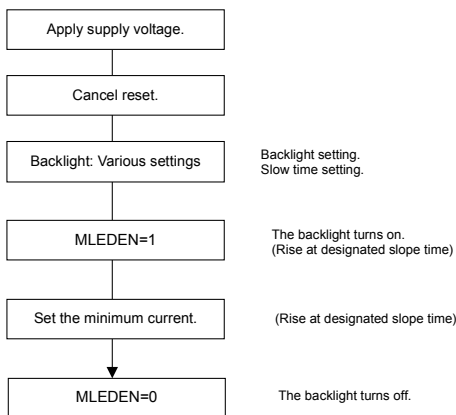 Apply supply voltage.
Cancel reset.
Backlight: Various settings
Backlight setting.
Slow time setting.
MLEDEN=1
The backlight turns on.
(Rise at designated slope time)
Set the minimum current.
(Rise at designated slope time)
MLEDEN=0
The backlight turns off.